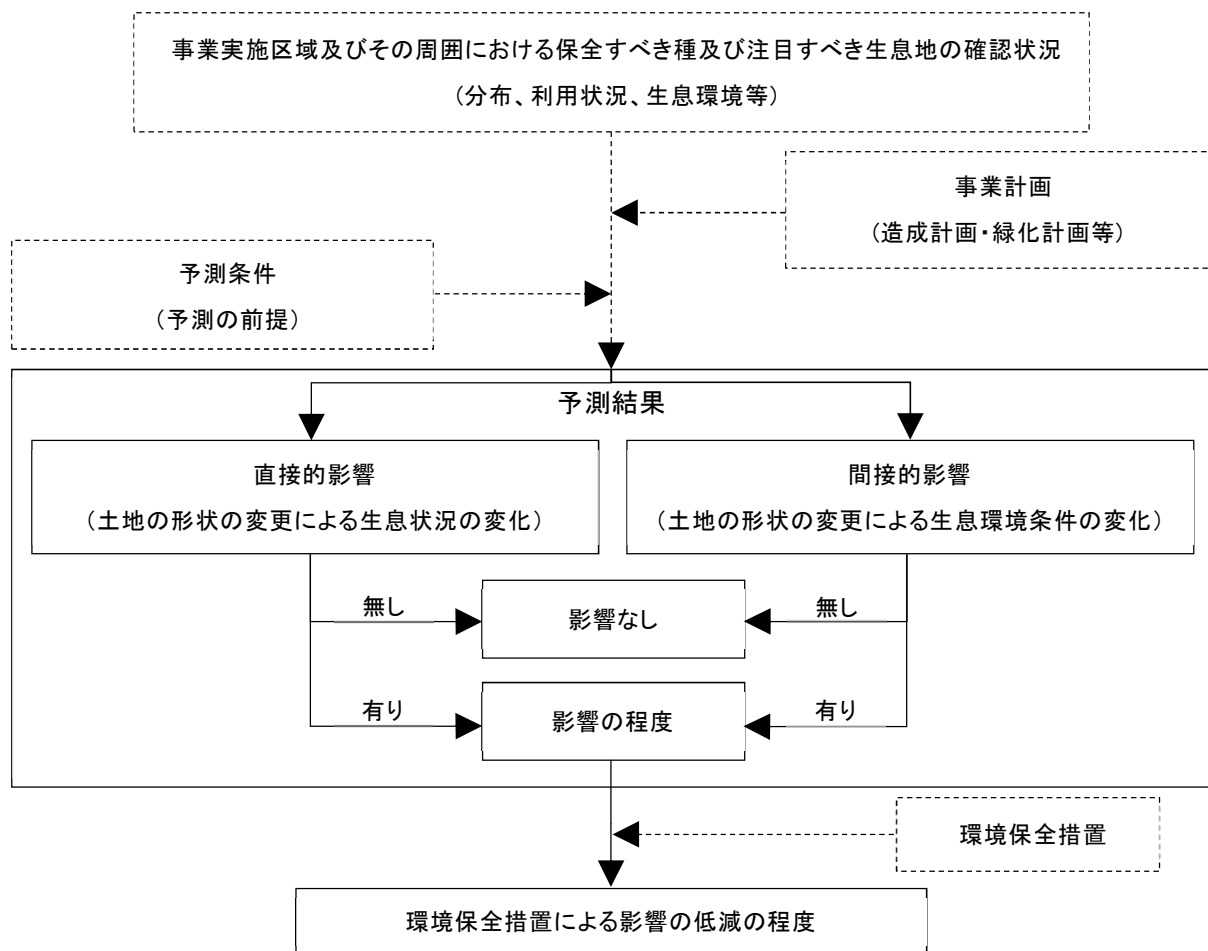 事業実施区域及びその周囲における保全すべき種及び注目すべき生息地の確認状況
（分布、利用状況、生息環境等）
事業計画
（造成計画・緑化計画等）
予測条件
（予測の前提）
予測結果
直接的影響
（土地の形状の変更による生息状況の変化）
間接的影響
（土地の形状の変更による生息環境条件の変化）
無し
影響なし
無し
有り
影響の程度
有り
環境保全措置
環境保全措置による影響の低減の程度